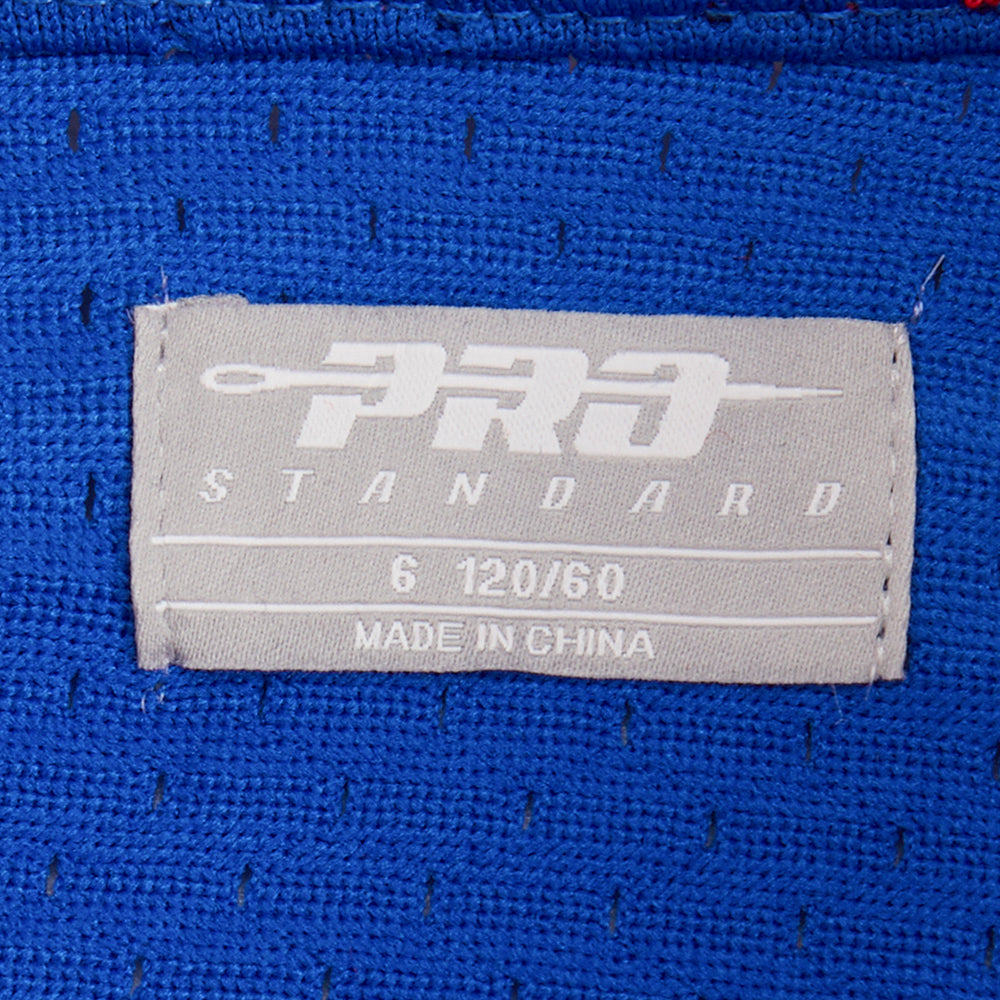 PRO
STANDARD
6 120/60
MADE IN CHINA